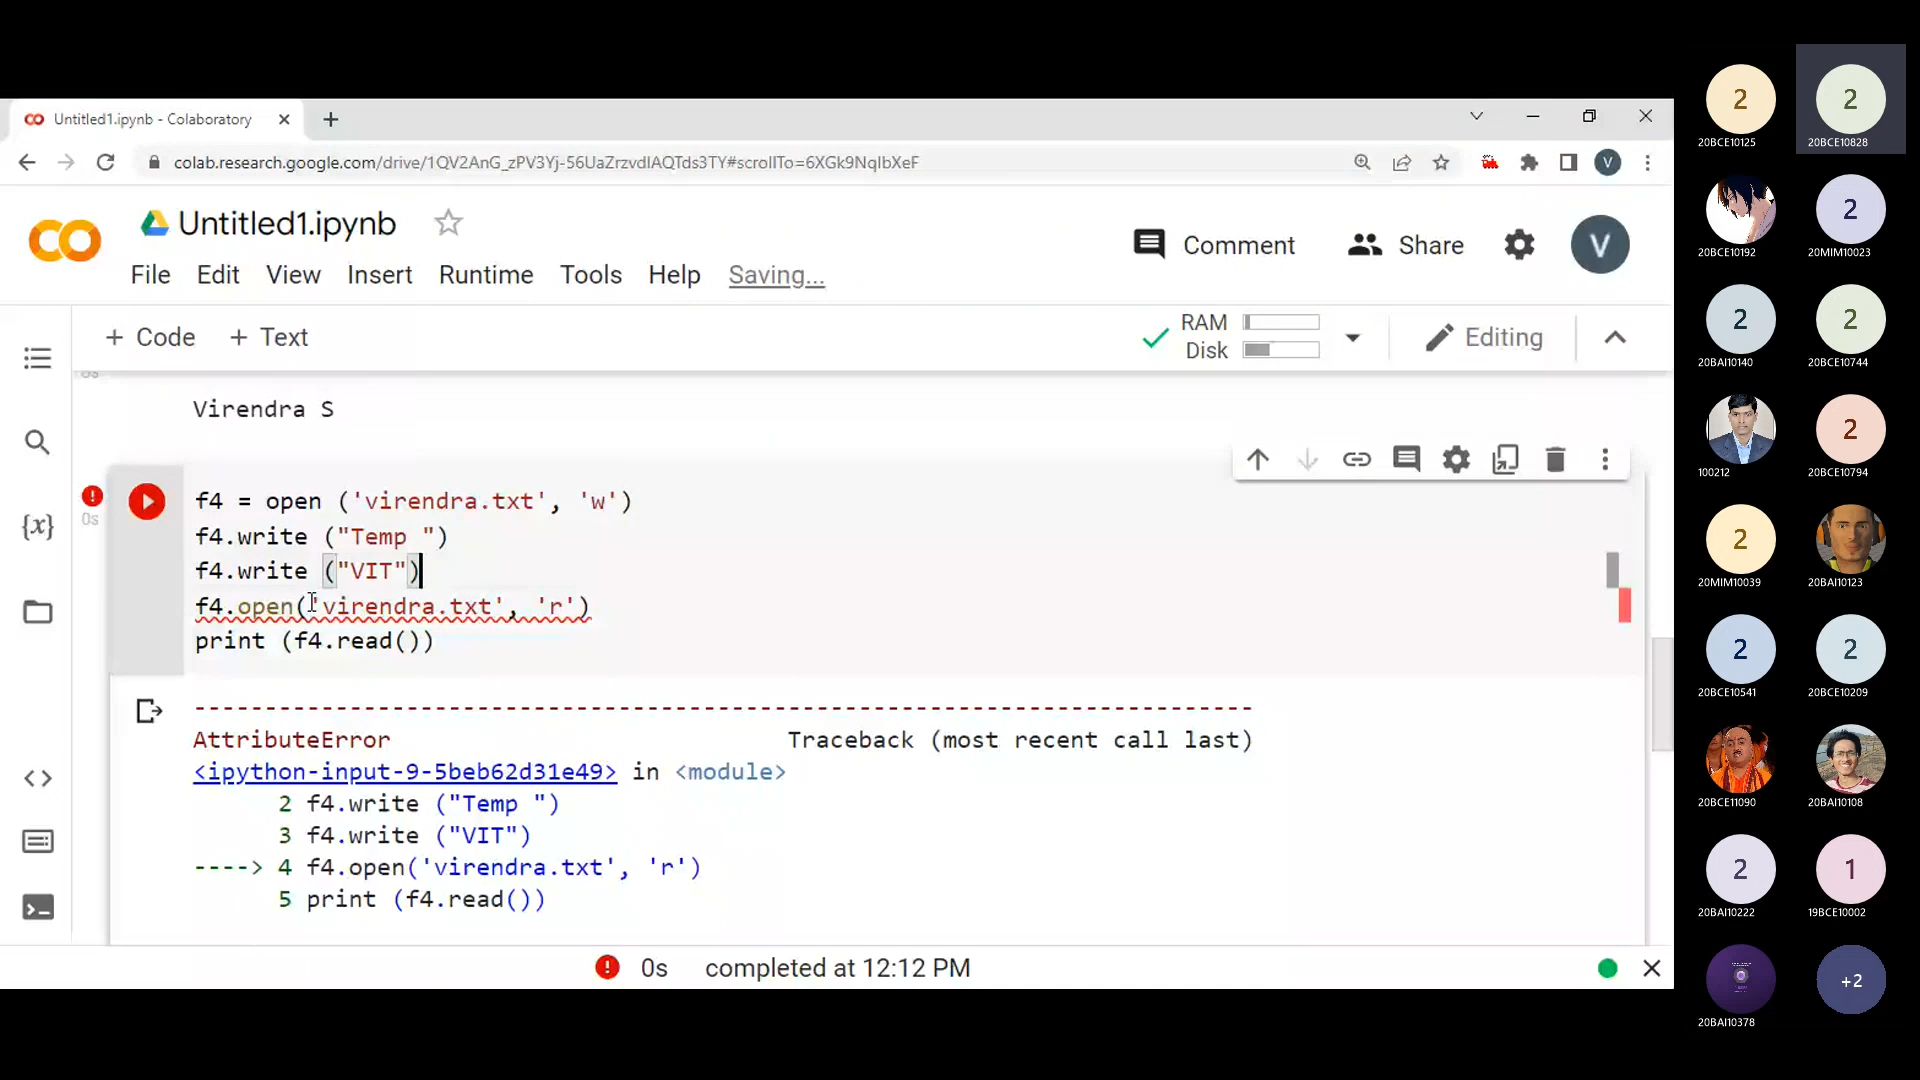 Untitled1.ipynb - Colaboratory
colab.research.google.com/drive/1QV2AnG_zPV3Yj-56UaZrzvdIAQTds3TY#scrollTo=6XGk9NqIbXeF
V
Untitled1.ipynb
Comment
Share
V
File Edit View Insert Runtime Tools Help Saving...
+ Code + Text
RAM
Disk
Editing
0s
Virendra S
0s
f4 = open ('virendra.txt', 'w')
f4.write ("Temp ")
f4.write ("VIT")
f4.open('virendra.txt', 'r')
print (f4.read())
---------------------------------------------------------------------------
AttributeError Traceback (most recent call last)
<ipython-input-9-5beb62d31e49> in <module>
2 f4.write ("Temp ")
3 f4.write ("VIT")
----> 4 f4.open('virendra.txt', 'r')
5 print (f4.read())
0s completed at 12:12 PM
2 2
20BCE10125 20BCE10828
2
20BCE10192 20MIM10023
2 2
20BAI10140 20BCE10744
2
100212 20BCE10794
2
20MIM10039 20BAI10123
2 2
20BCE10541 20BCE10209
20BCE11090 20BAI10108
2 1
20BAI10222 19BCE10002
+2
20BAI10378